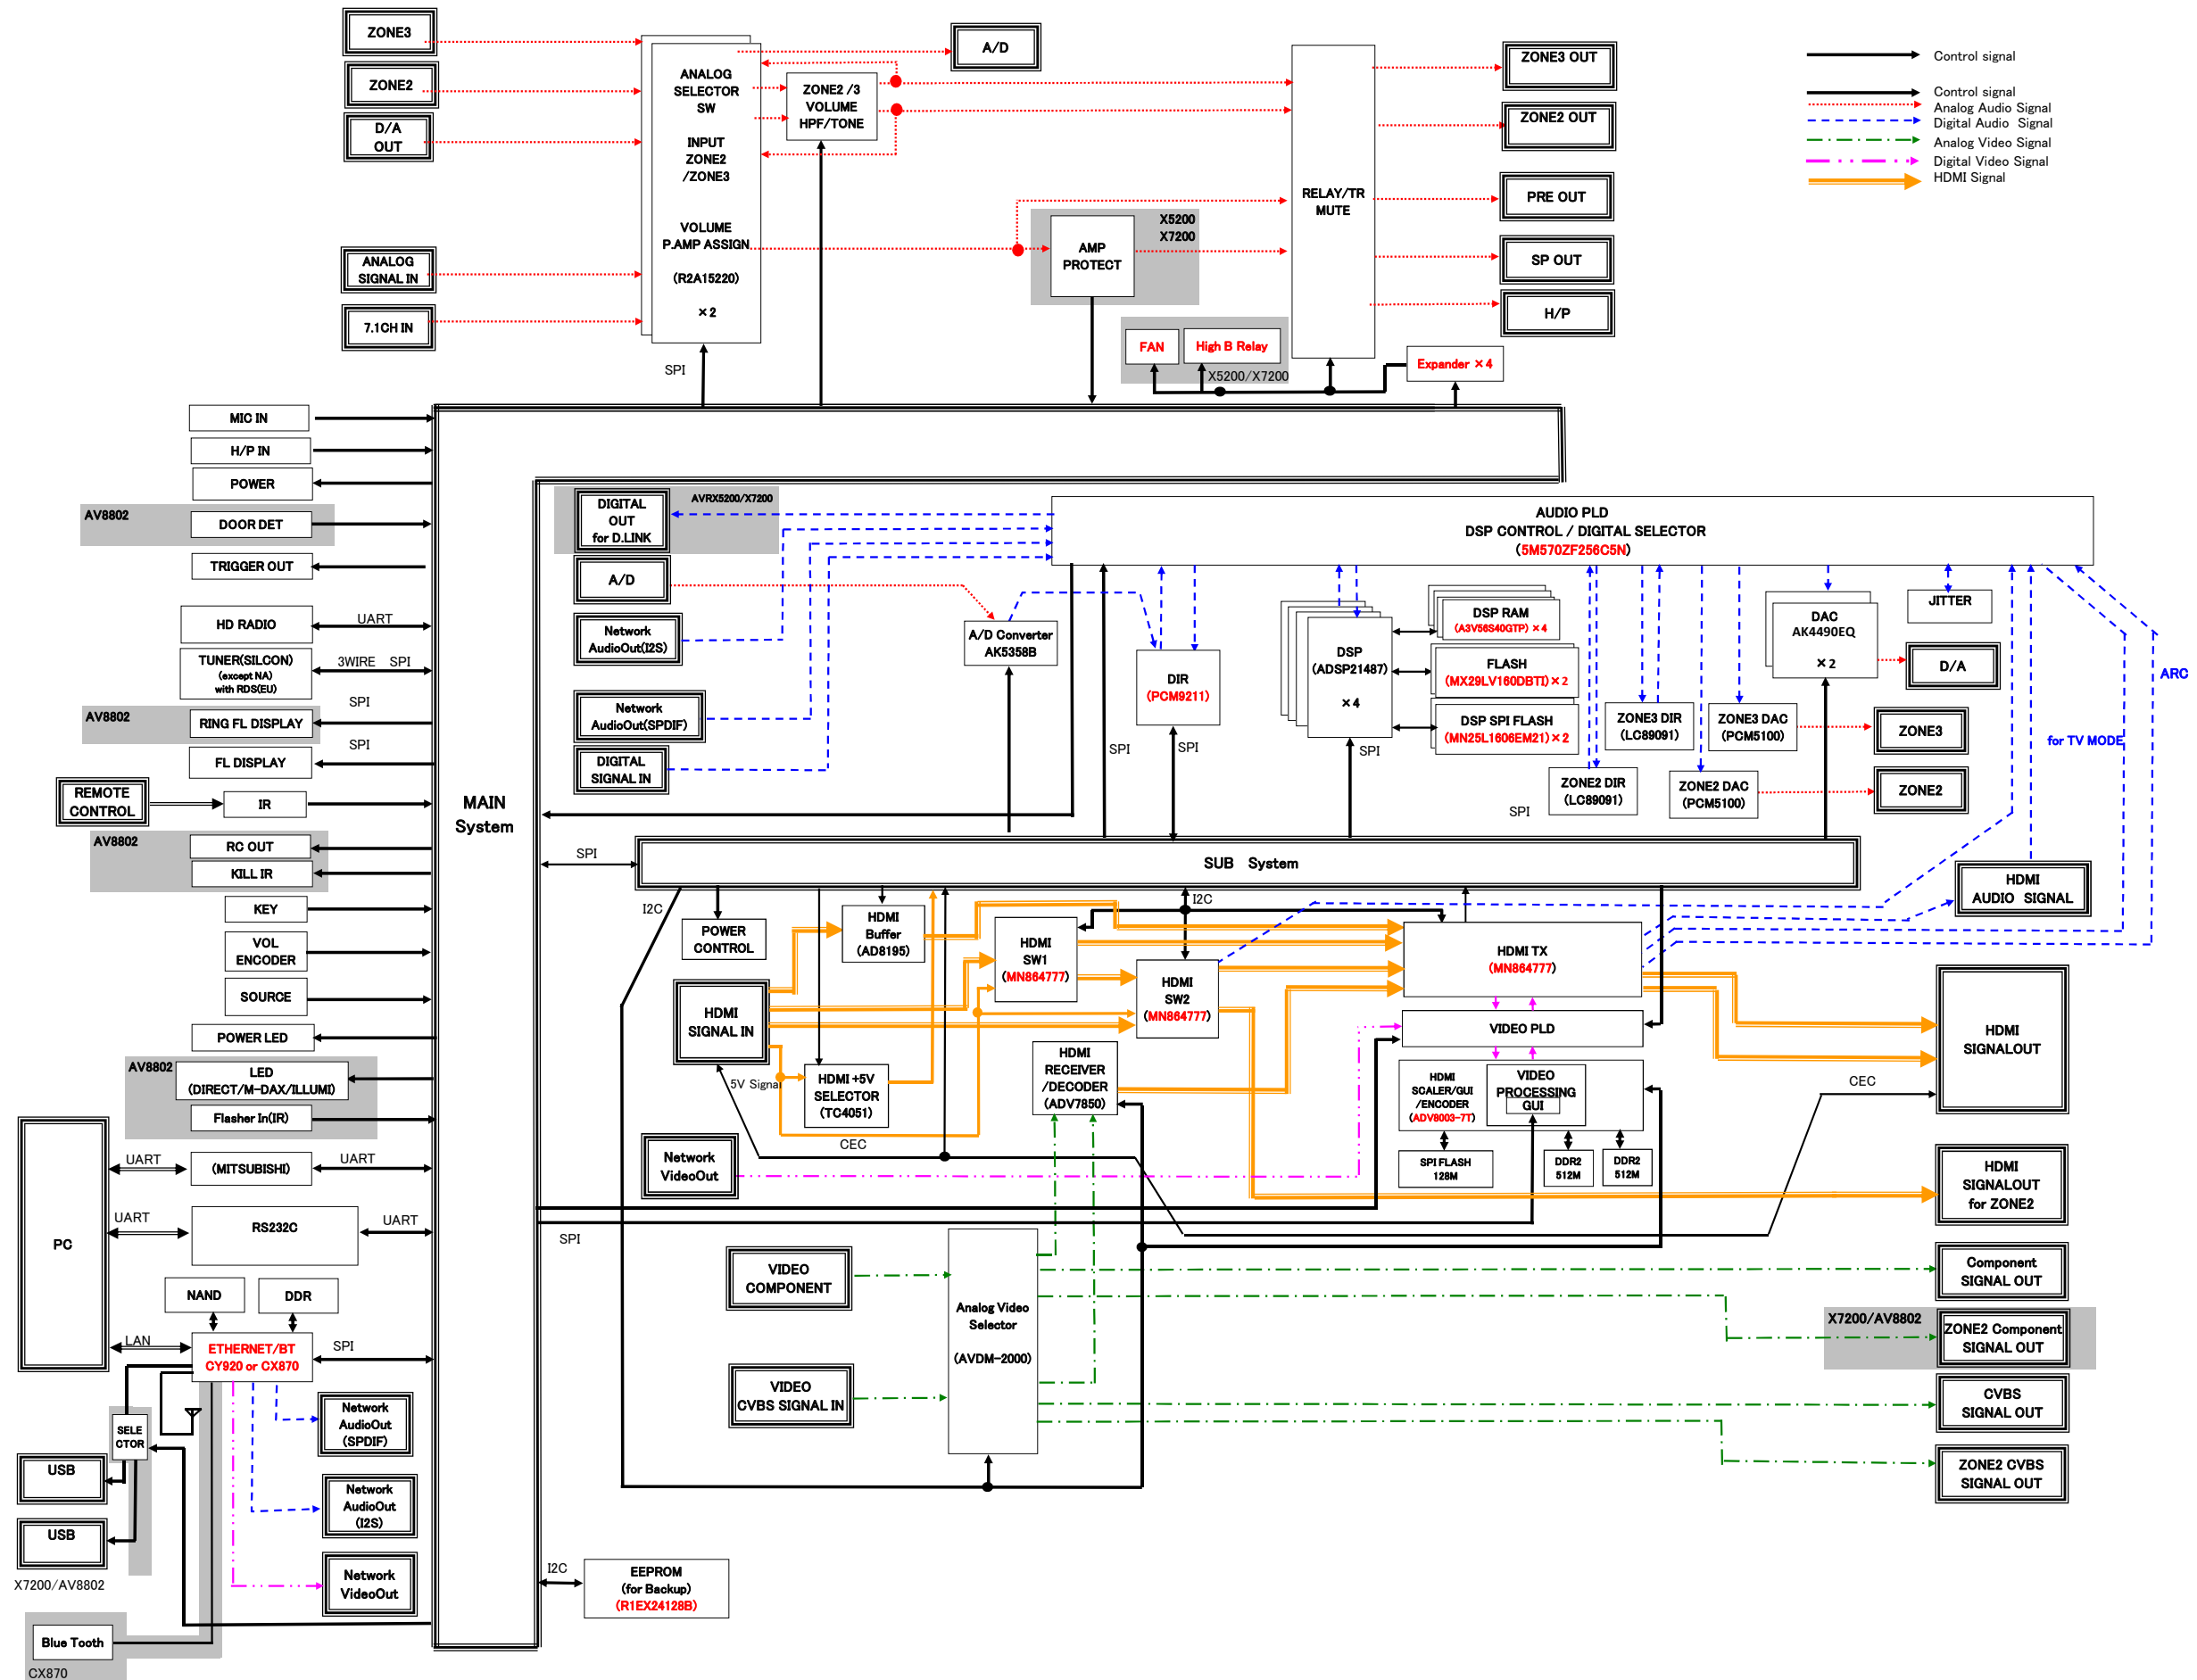 ZONE3
ZONE2
D/A
OUT
ANALOG
SIGNAL IN
7.1CH IN
ANALOG
SELECTOR
SW
INPUT
ZONE2
/ZONE3
VOLUME
P.AMP ASSIGN
(R2A15220)
×2
ZONE2 /3
VOLUME
HPF/TONE
A/D
AMP
PROTECT
X5200
X7200
RELAY/TR
MUTE
ZONE3 OUT
ZONE2 OUT
PRE OUT
SP OUT
H/P
Control signal
Control signal
Analog Audio Signal
Digital Audio Signal
Analog Video Signal
Digital Video Signal
HDMI Signal
FAN
High B Relay
X5200/X7200
Expander ×4
SPI
MIC IN
H/P IN
POWER
AV8802
DOOR DET
TRIGGER OUT
HD RADIO
UART
TUNER(SILCON)
(except NA)
with RDS(EU)
3WIRE SPI
SPI
AV8802
RING FL DISPLAY
SPI
FL DISPLAY
REMOTE
CONTROL
IR
AV8802
RC OUT
KILL IR
KEY
VOL
ENCODER
SOURCE
POWER LED
AV8802
LED
(DIRECT/M-DAX/ILLUMI)
Flasher In(IR)
PC
UART
(MITSUBISHI)
UART
UART
RS232C
UART
NAND
DDR
LAN
ETHERNET/BT
CY920 or CX870
SPI
SELE
CTOR
USB
USB
X7200/AV8802
Blue Tooth
CX870
Network
AudioOut
(SPDIF)
Network
AudioOut
(I2S)
Network
VideoOut
MAIN
System
DIGITAL
OUT
for D.LINK
AVRX5200/X7200
A/D
Network
AudioOut(I2S)
Network
AudioOut(SPDIF)
DIGITAL
SIGNAL IN
AUDIO PLD
DSP CONTROL / DIGITAL SELECTOR
(5M570ZF256C5N)
A/D Converter
AK5358B
DIR
(PCM9211)
SPI
SPI
DSP
(ADSP21487)
×4
SPI
DSP RAM
(A3V56S40GTP) ×4
FLASH
(MX29LV160DBTI)×2
DSP SPI FLASH
(MN25L1606EM21)×2
ZONE3 DIR
(LC89091)
ZONE2 DIR
(LC89091)
SPI
ZONE3 DAC
(PCM5100)
ZONE2 DAC
(PCM5100)
DAC
AK4490EQ
×2
JITTER
D/A
ZONE3
ZONE2
ARC
for TV MODE
SPI
SUB System
HDMI
AUDIO SIGNAL
I2C
POWER
CONTROL
HDMI
Buffer
(AD8195)
I2C
HDMI
SW1
(MN864777)
HDMI
SW2
(MN864777)
HDMI TX
(MN864777)
HDMI
SIGNAL IN
5V Signal
HDMI +5V
SELECTOR
(TC4051)
CEC
HDMI
RECEIVER
/DECODER
(ADV7850)
VIDEO PLD
HDMI
SCALER/GUI
/ENCODER
(ADV8003-7T)
VIDEO
PROCESSING
GUI
SPI FLASH
128M
DDR2
512M
DDR2
512M
Network
VideoOut
SPI
HDMI
SIGNALOUT
CEC
HDMI
SIGNALOUT
for ZONE2
VIDEO
COMPONENT
VIDEO
CVBS SIGNAL IN
Analog Video
Selector
(AVDM-2000)
Component
SIGNAL OUT
X7200/AV8802
ZONE2 Component
SIGNAL OUT
CVBS
SIGNAL OUT
ZONE2 CVBS
SIGNAL OUT
I2C
EEPROM
(for Backup)
(R1EX24128B)